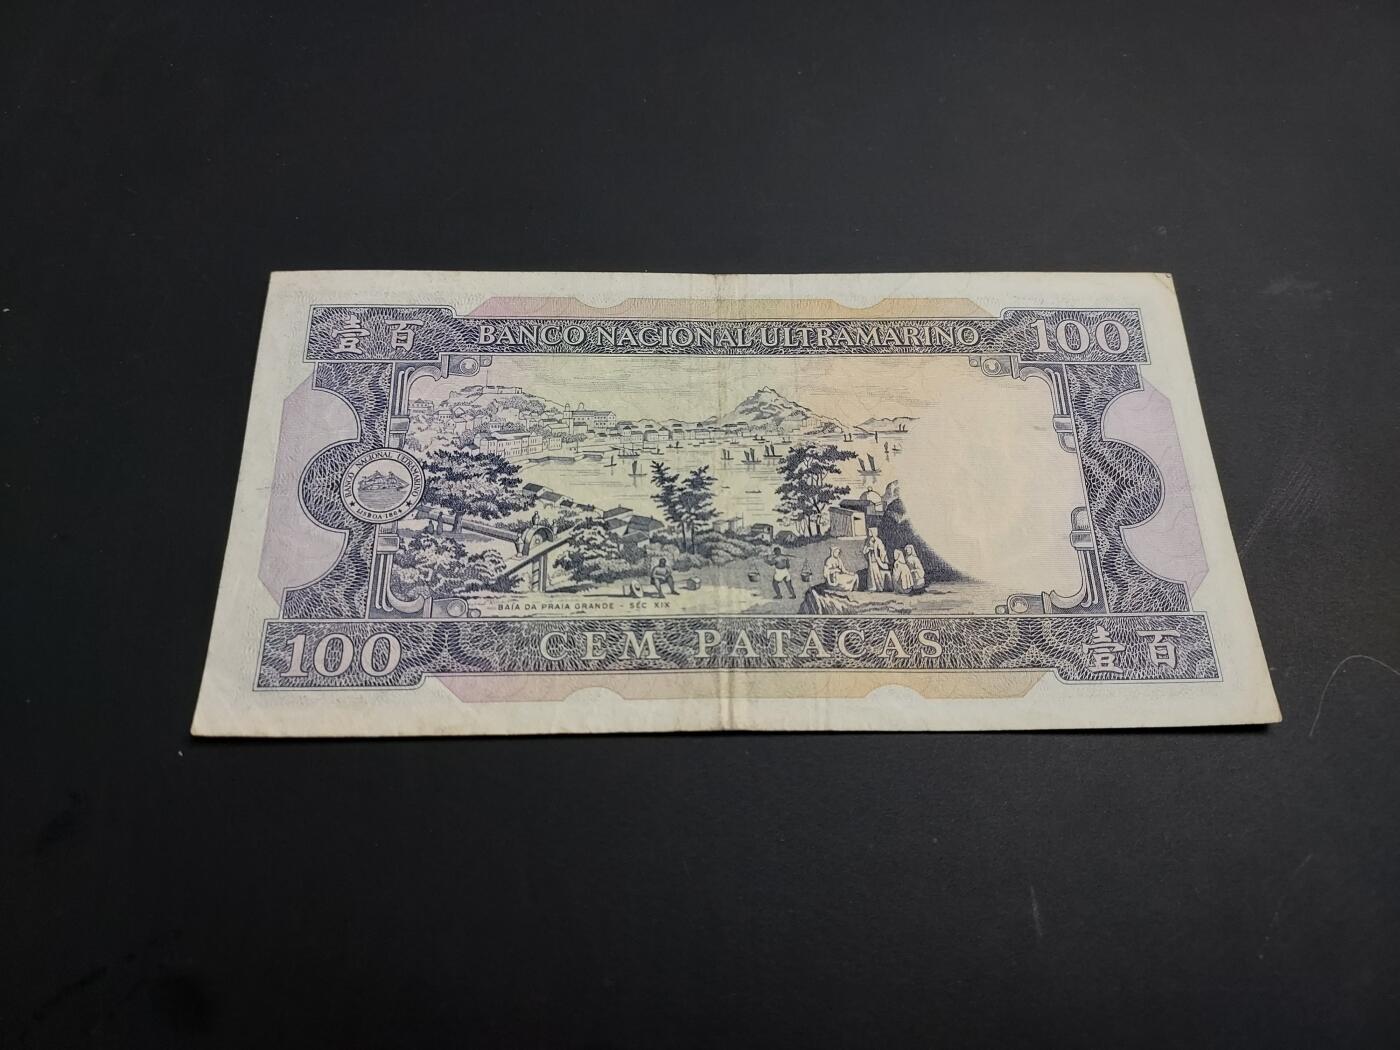 壹百 BANCO NACIONAL ULTRAMARINO 100
BANCO NACIONAL ULTRAMARINO
LISBOA 1864
BAÍA DA PRAIA GRANDE - SÉC XIX
100 CEM PATACAS 壹百